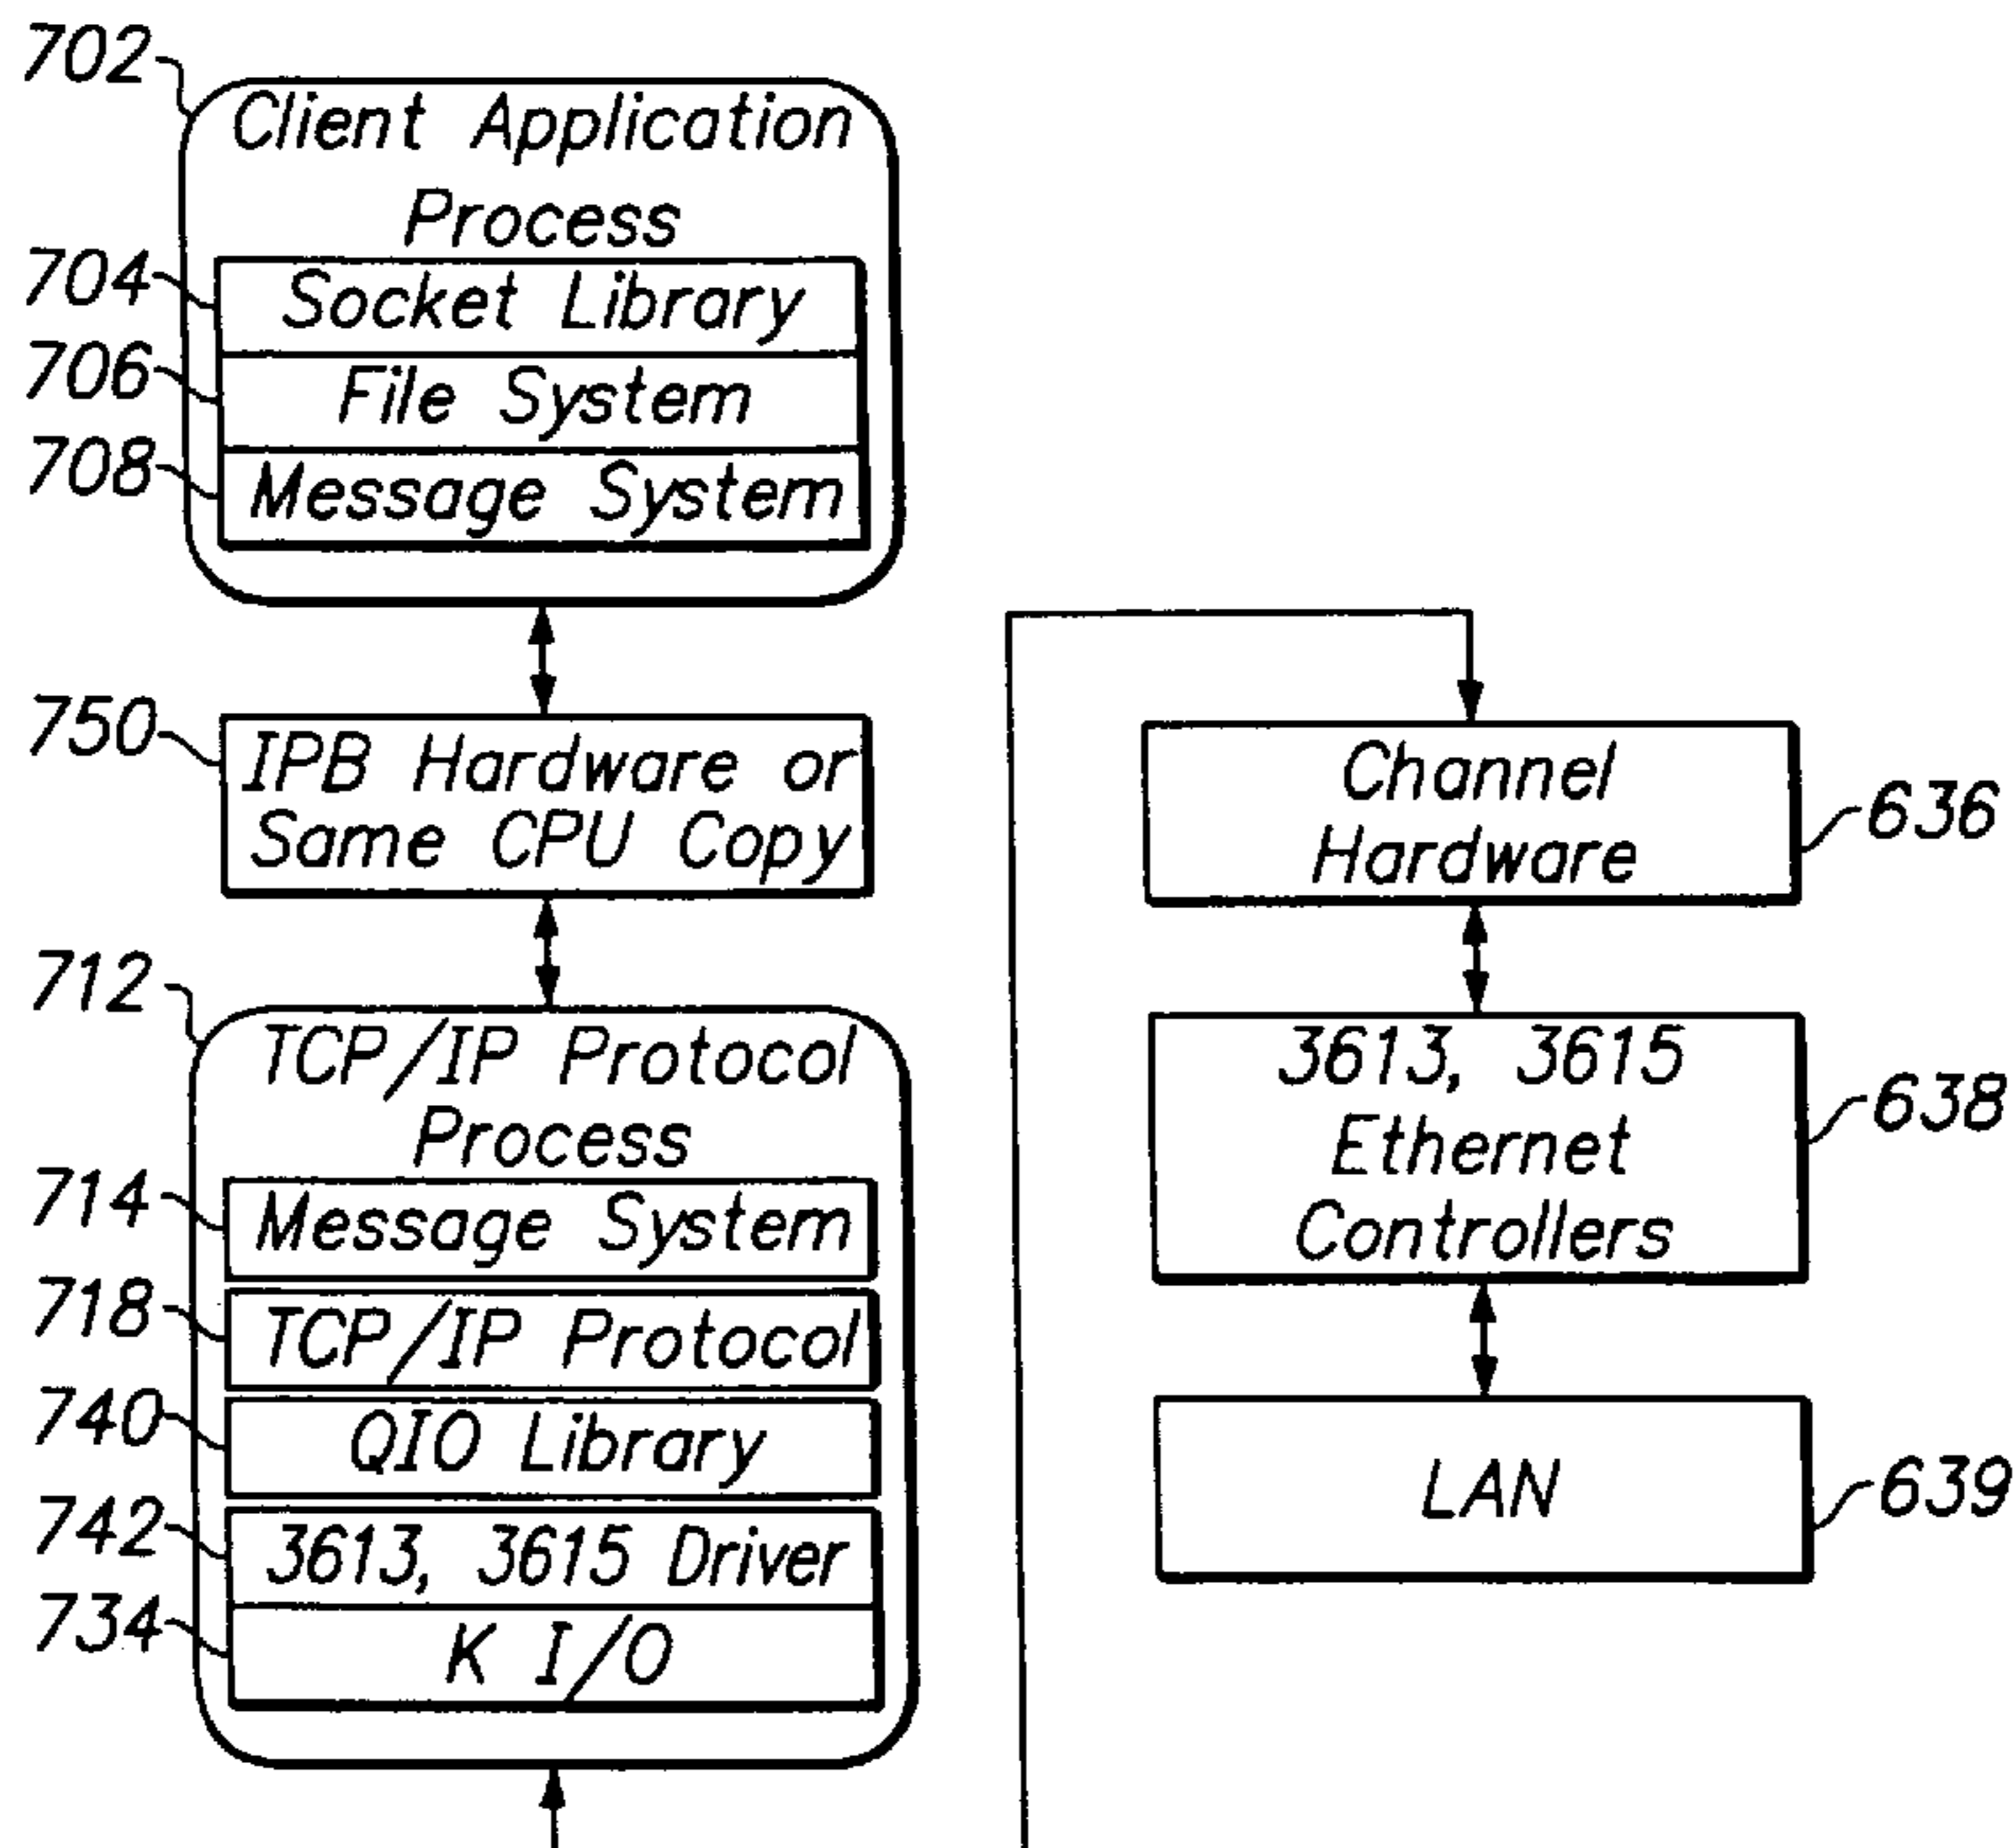 702
Client Application
Process
704
Socket Library
706
File System
708
Message System
750
IPB Hardware or
Same CPU Copy
712
TCP/IP Protocol
Process
714
Message System
718
TCP/IP Protocol
740
QIO Library
742
3613, 3615 Driver
734
K I/O
Channel
Hardware
636
3613, 3615
Ethernet
Controllers
638
LAN
639